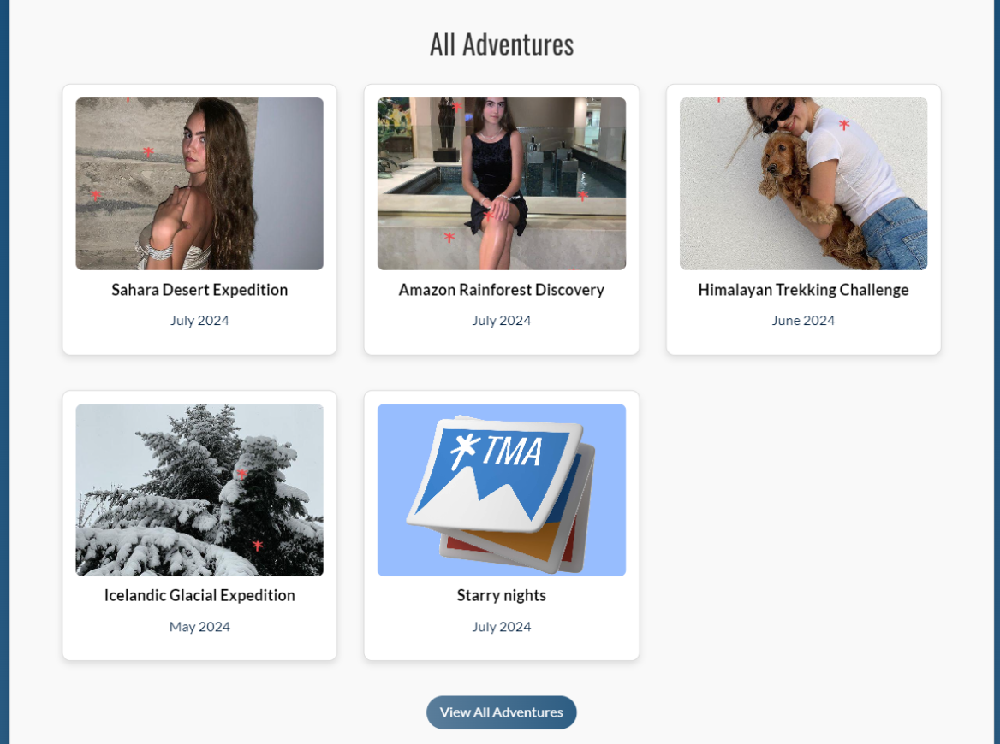 All Adventures
Sahara Desert Expedition
July 2024
Amazon Rainforest Discovery
July 2024
Himalayan Trekking Challenge
June 2024
Icelandic Glacial Expedition
May 2024
*TMA
Starry nights
July 2024
View All Adventures